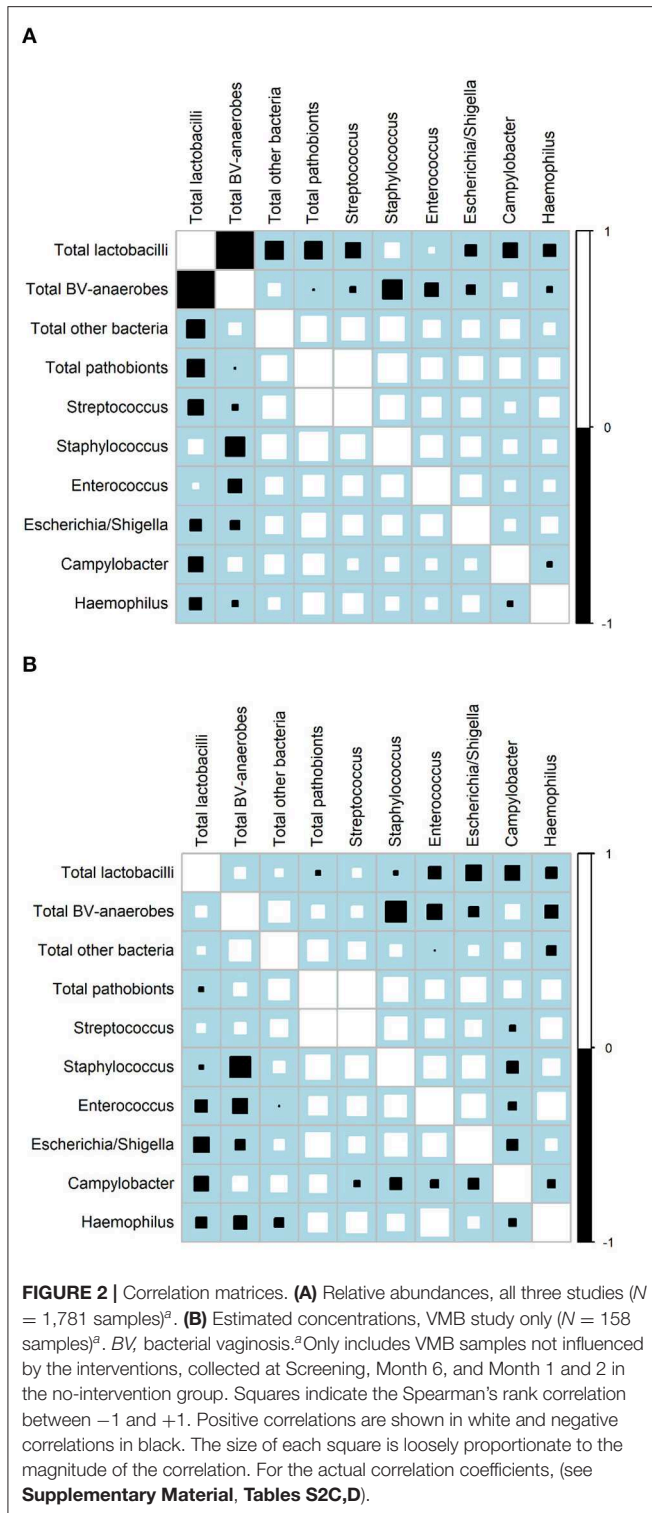 A
Total lactobacilli
Total BV-anaerobes
Total other bacteria
Total pathobionts
Streptococcus
Staphylococcus
Enterococcus
Escherichia/Shigella
Campylobacter
Haemophilus
Total lactobacilli
Total BV-anaerobes
Total other bacteria
Total pathobionts
Streptococcus
Staphylococcus
Enterococcus
Escherichia/Shigella
Campylobacter
Haemophilus
1
0
-1
B
Total lactobacilli
Total BV-anaerobes
Total other bacteria
Total pathobionts
Streptococcus
Staphylococcus
Enterococcus
Escherichia/Shigella
Campylobacter
Haemophilus
Total lactobacilli
Total BV-anaerobes
Total other bacteria
Total pathobionts
Streptococcus
Staphylococcus
Enterococcus
Escherichia/Shigella
Campylobacter
Haemophilus
1
0
-1
FIGURE 2 | Correlation matrices. (A) Relative abundances, all three studies (N
= 1,781 samples)ᵃ. (B) Estimated concentrations, VMB study only (N = 158
samples)ᵃ. BV, bacterial vaginosis.ᵃOnly includes VMB samples not influenced
by the interventions, collected at Screening, Month 6, and Month 1 and 2 in
the no-intervention group. Squares indicate the Spearman's rank correlation
between −1 and +1. Positive correlations are shown in white and negative
correlations in black. The size of each square is loosely proportionate to the
magnitude of the correlation. For the actual correlation coefficients, (see
Supplementary Material, Tables S2C,D).